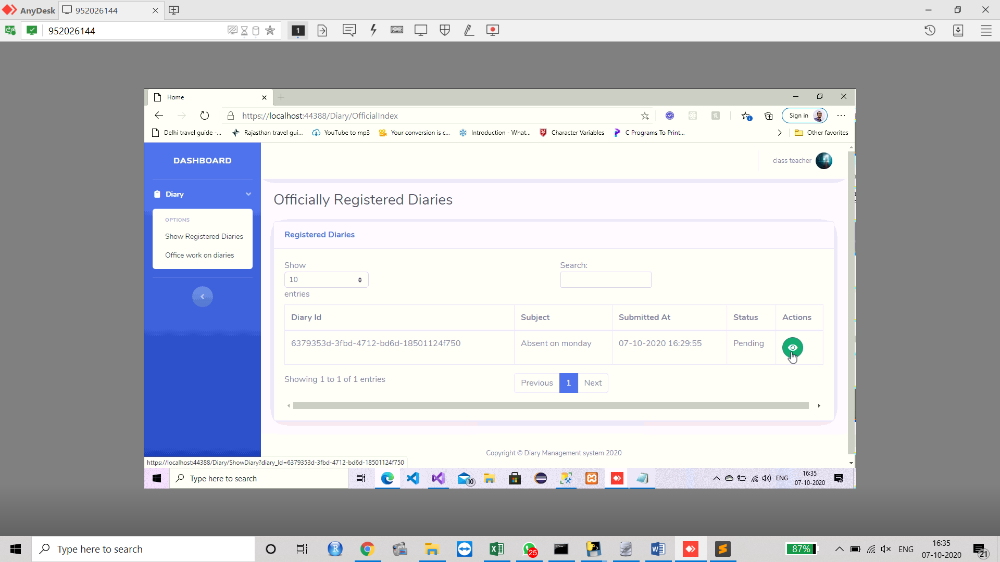 AnyDesk
952026144
952026144
1
Home
https://localhost:44388/Diary/OfficialIndex
Sign in
Delhi travel guide -...
Rajasthan travel gui...
YouTube to mp3
Your conversion is c...
Introduction - What...
Character Variables
C Programs To Print...
Other favorites
DASHBOARD
class teacher
Diary
OPTIONS
Show Registered Diaries
Office work on diaries
Officially Registered Diaries
Registered Diaries
Show
10
entries
Search:
Diary Id
Subject
Submitted At
Status
Actions
6379353d-3fbd-4712-bd6d-18501124f750
Absent on monday
07-10-2020 16:29:55
Pending
Showing 1 to 1 of 1 entries
Previous
1
Next
Copyright © Diary Management system 2020
https://localhost:44388/Diary/ShowDiary?diary_Id=6379353d-3fbd-4712-bd6d-18501124f750
Type here to search
10
ENG
16:35
07-10-2020
Type here to search
R
25
87%
ENG
16:35
07-10-2020
21